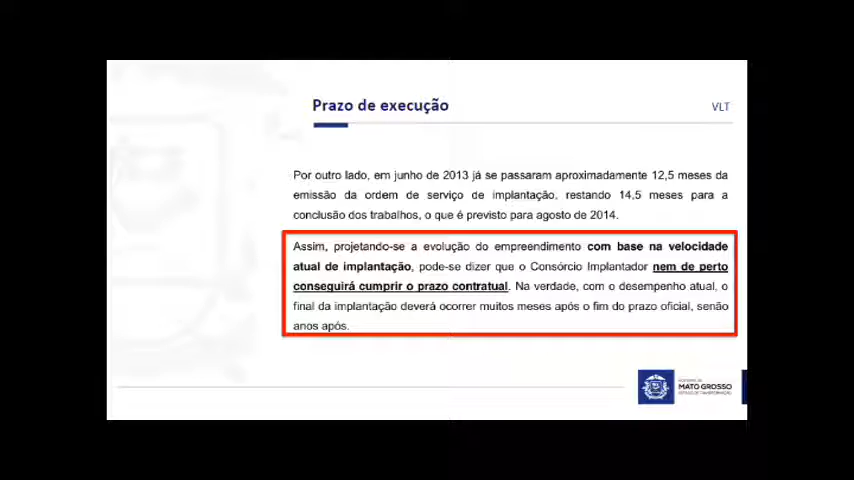 Prazo de execução
VLT
Por outro lado, em junho de 2013 já se passaram aproximadamente 12,5 meses da
emissão da ordem de serviço de implantação, restando 14,5 meses para a
conclusão dos trabalhos, o que é previsto para agosto de 2014.
Assim, projetando-se a evolução do empreendimento com base na velocidade
atual de implantação, pode-se dizer que o Consórcio Implantador nem de perto
conseguirá cumprir o prazo contratual. Na verdade, com o desempenho atual, o
final da implantação deverá ocorrer muitos meses após o fim do prazo oficial, senão
anos após.
MATO GROSSO